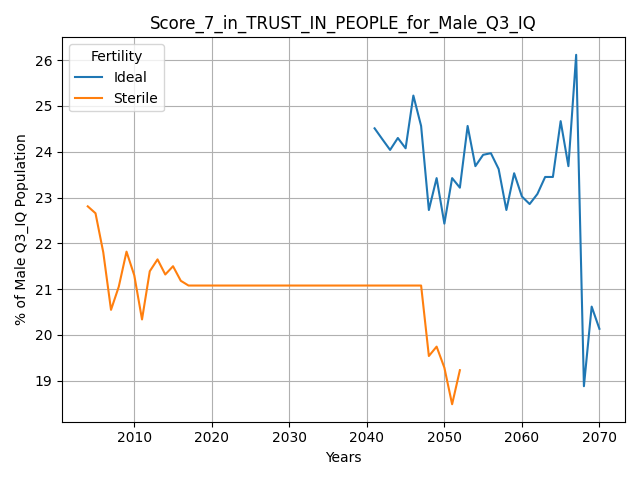 Score_7_in_TRUST_IN_PEOPLE_for_Male_Q3_IQ
Fertility
Ideal
Sterile
% of Male Q3_IQ Population
26
25
24
23
22
21
20
19
2010 2020 2030 2040 2050 2060 2070
Years